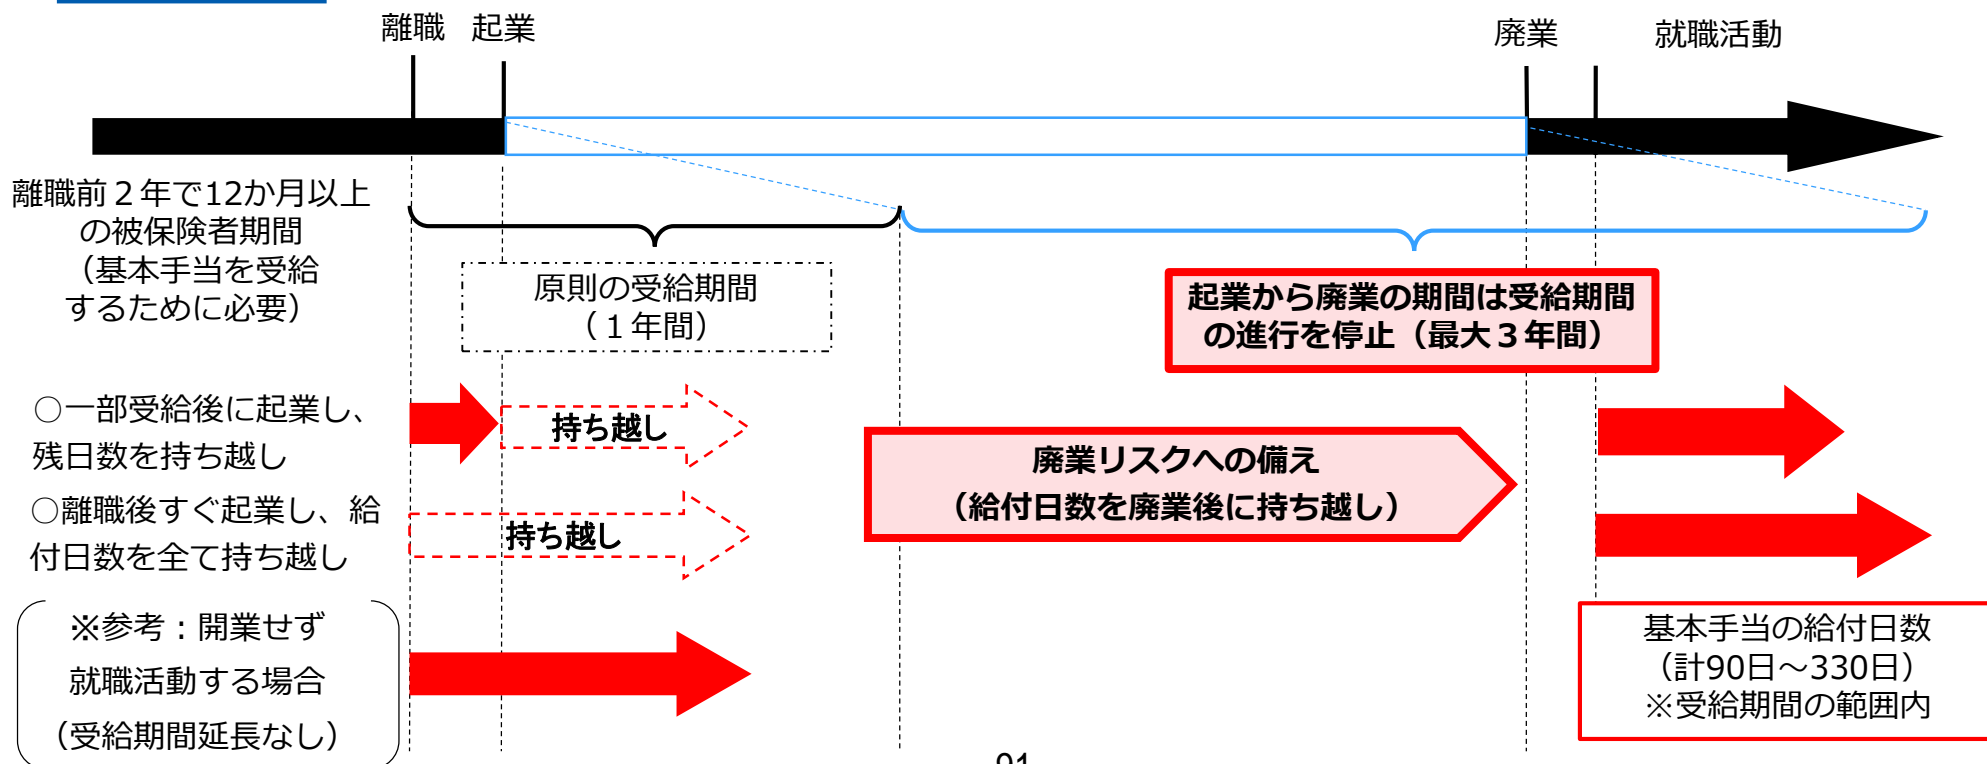 離職 起業 廃業 就職活動
離職前２年で12か月以上
の被保険者期間
（基本手当を受給
するために必要）
原則の受給期間
（１年間）
起業から廃業の期間は受給期間
の進行を停止（最大３年間）
○一部受給後に起業し、
残日数を持ち越し
持ち越し
廃業リスクへの備え
（給付日数を廃業後に持ち越し）
○離職後すぐ起業し、給
付日数を全て持ち越し
持ち越し
※参考：開業せず
就職活動する場合
（受給期間延長なし）
基本手当の給付日数
（計90日～330日）
※受給期間の範囲内